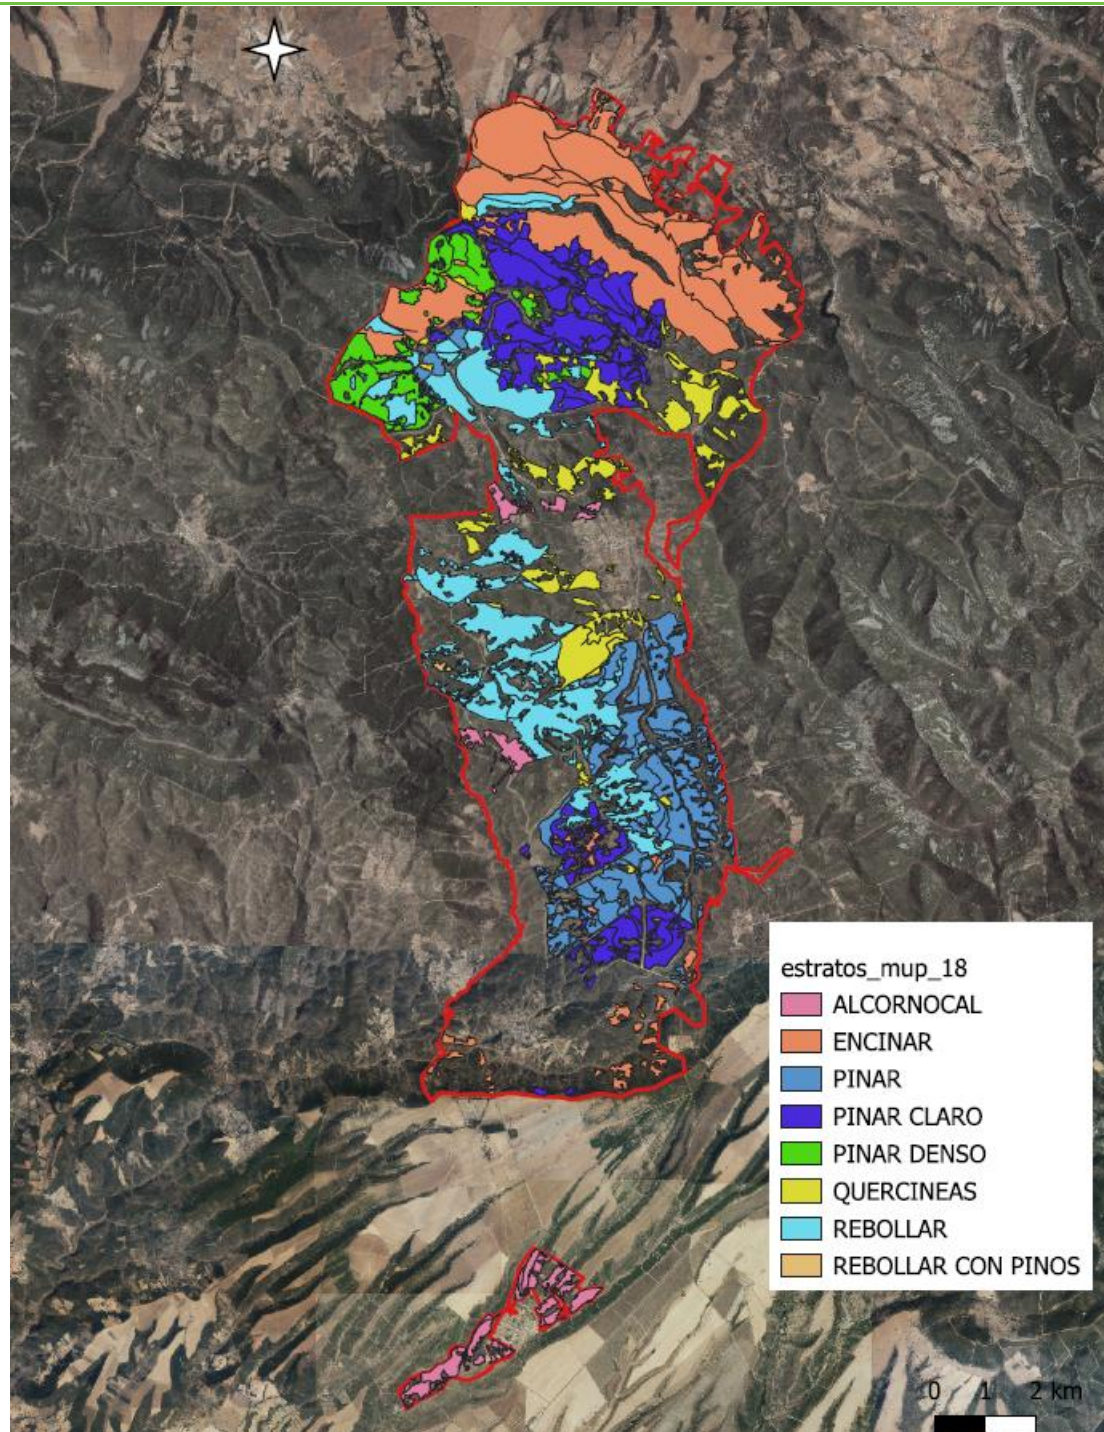 estratos_mup_18
ALCORNOCAL
ENCINAR
PINAR
PINAR CLARO
PINAR DENSO
QUERCINEAS
REBOLLAR
REBOLLAR CON PINOS
0 1 2 km